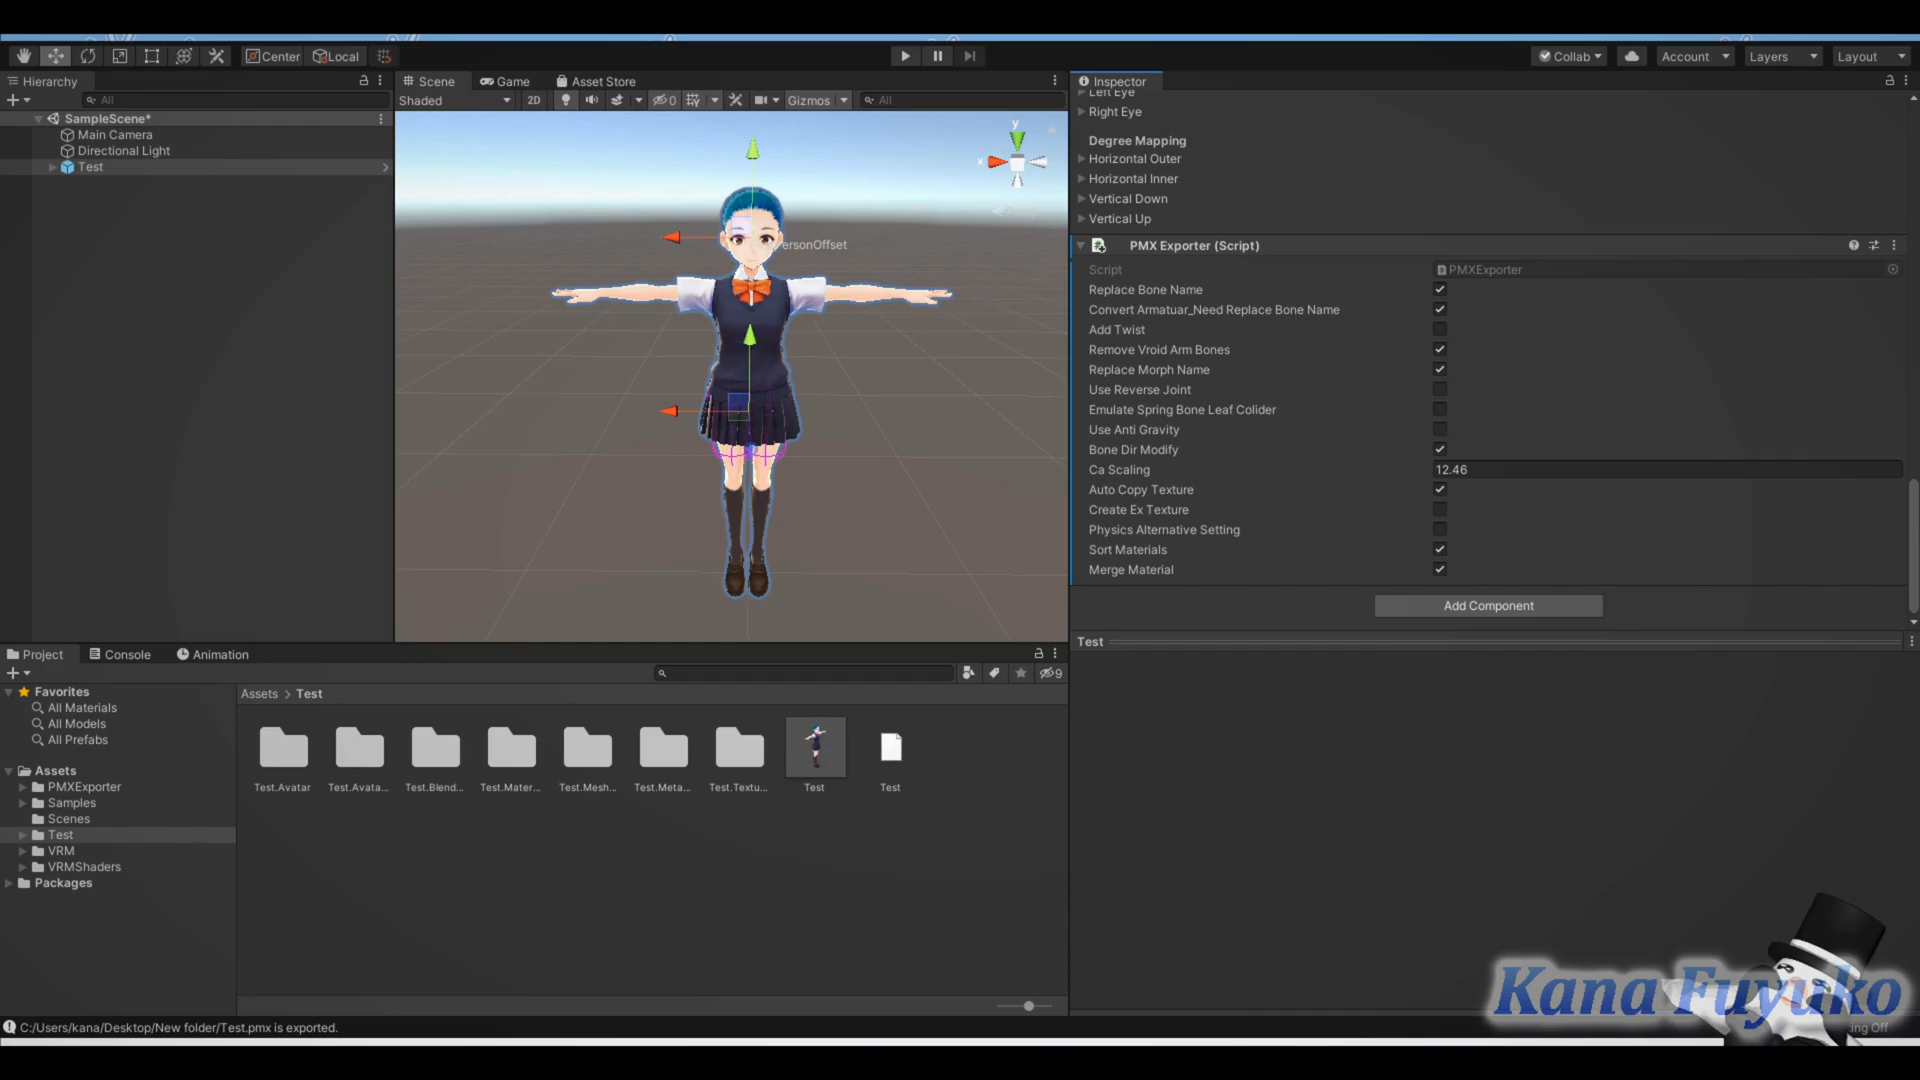 Center
Local
Collab
Account
Layers
Layout
Hierarchy
All
SampleScene*
Main Camera
Directional Light
Test
Scene
Game
Asset Store
Shaded
2D
0
Gizmos
All
y
x
ersonOffset
Inspector
Left Eye
Right Eye
Degree Mapping
Horizontal Outer
Horizontal Inner
Vertical Down
Vertical Up
PMX Exporter (Script)
Script
PMXExporter
Replace Bone Name
Convert Armatuar_Need Replace Bone Name
Add Twist
Remove Vroid Arm Bones
Replace Morph Name
Use Reverse Joint
Emulate Spring Bone Leaf Colider
Use Anti Gravity
Bone Dir Modify
Ca Scaling
12.46
Auto Copy Texture
Create Ex Texture
Physics Alternative Setting
Sort Materials
Merge Material
Add Component
Test
Project
Console
Animation
9
Favorites
All Materials
All Models
All Prefabs
Assets
PMXExporter
Samples
Scenes
Test
VRM
VRMShaders
Packages
Assets > Test
Test.Avatar
Test.Avata...
Test.Blend...
Test.Mater...
Test.Mesh...
Test.Meta...
Test.Textu...
Test
Test
Kana Fuyuko
C:/Users/kana/Desktop/New folder/Test.pmx is exported.
ing Off